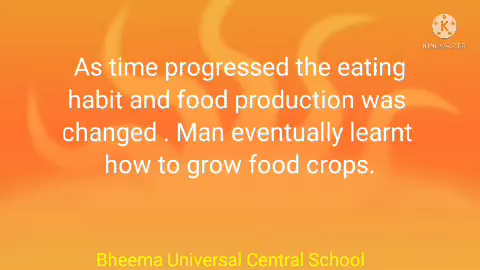 KINEMASTER
As time progressed the eating
habit and food production was
changed . Man eventually learnt
how to grow food crops.
Bheema Universal Central School